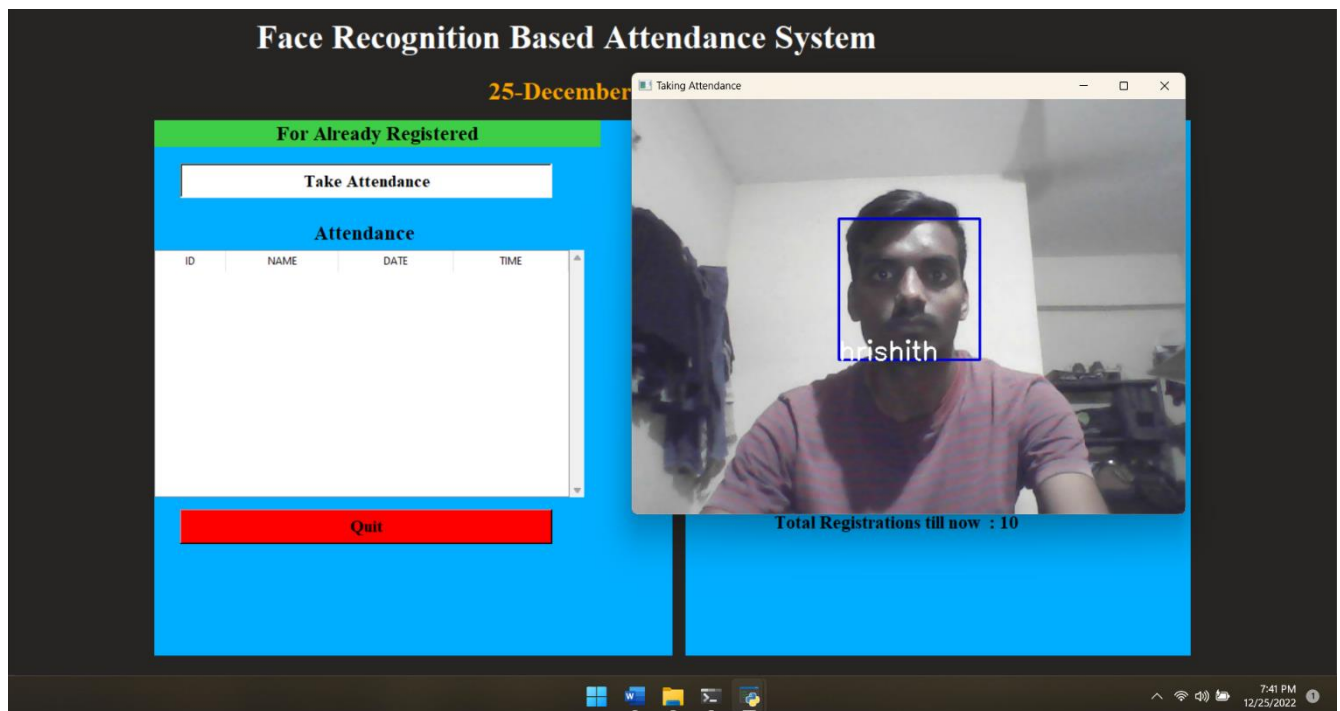 Face Recognition Based Attendance System
25-December
Taking Attendance
For Already Registered
Take Attendance
Attendance
ID NAME DATE TIME
hrishith
Quit
Total Registrations till now : 10
7:41 PM
12/25/2022
1